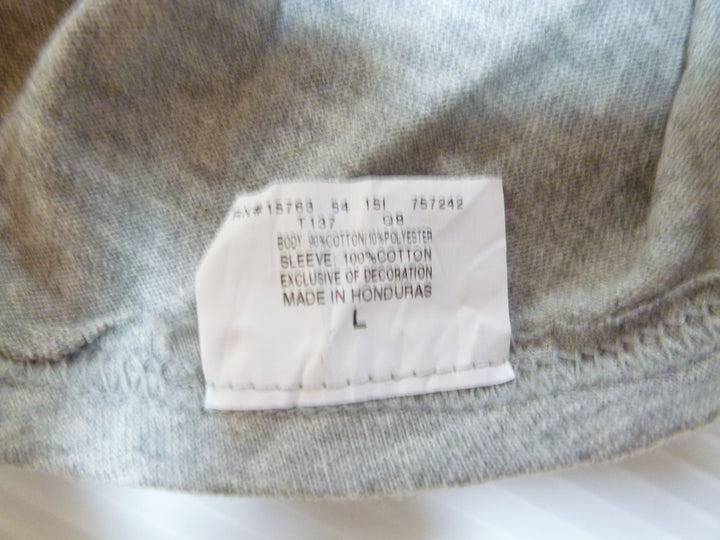 RN#15763 54 151 757242
T137 Q8
BODY 90%COTTON/10%POLYESTER
SLEEVE: 100%COTTON
EXCLUSIVE OF DECORATION
MADE IN HONDURAS
L